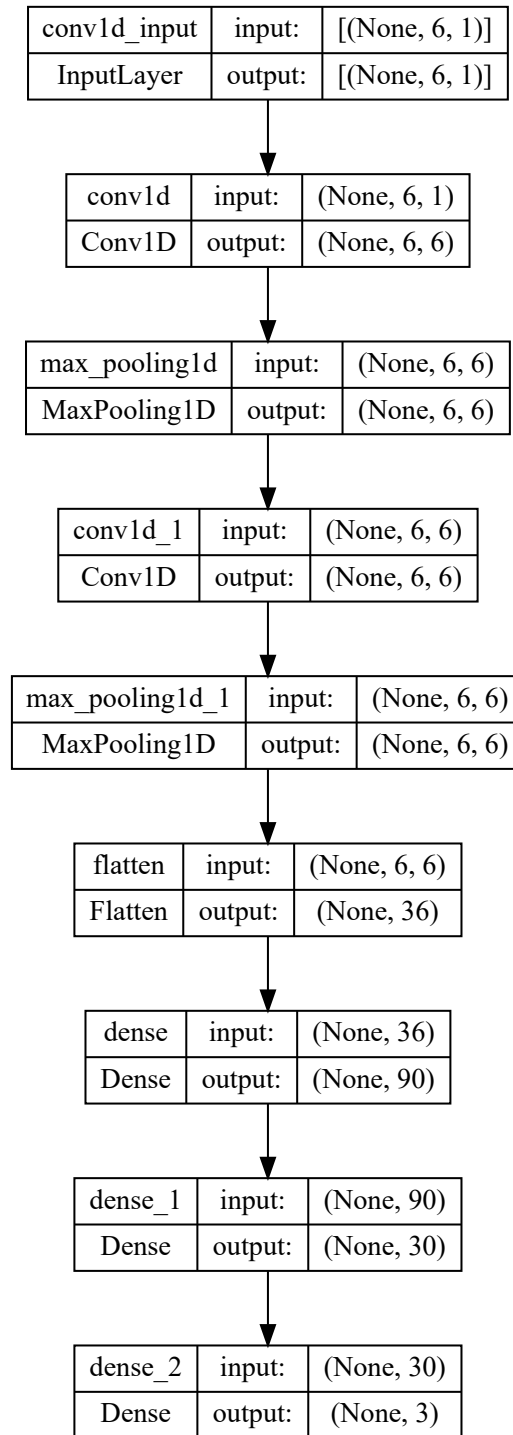 conv1d_input input: [(None, 6, 1)]
InputLayer output: [(None, 6, 1)]
conv1d input: (None, 6, 1)
Conv1D output: (None, 6, 6)
max_pooling1d input: (None, 6, 6)
MaxPooling1D output: (None, 6, 6)
conv1d_1 input: (None, 6, 6)
Conv1D output: (None, 6, 6)
max_pooling1d_1 input: (None, 6, 6)
MaxPooling1D output: (None, 6, 6)
flatten input: (None, 6, 6)
Flatten output: (None, 36)
dense input: (None, 36)
Dense output: (None, 90)
dense_1 input: (None, 90)
Dense output: (None, 30)
dense_2 input: (None, 30)
Dense output: (None, 3)